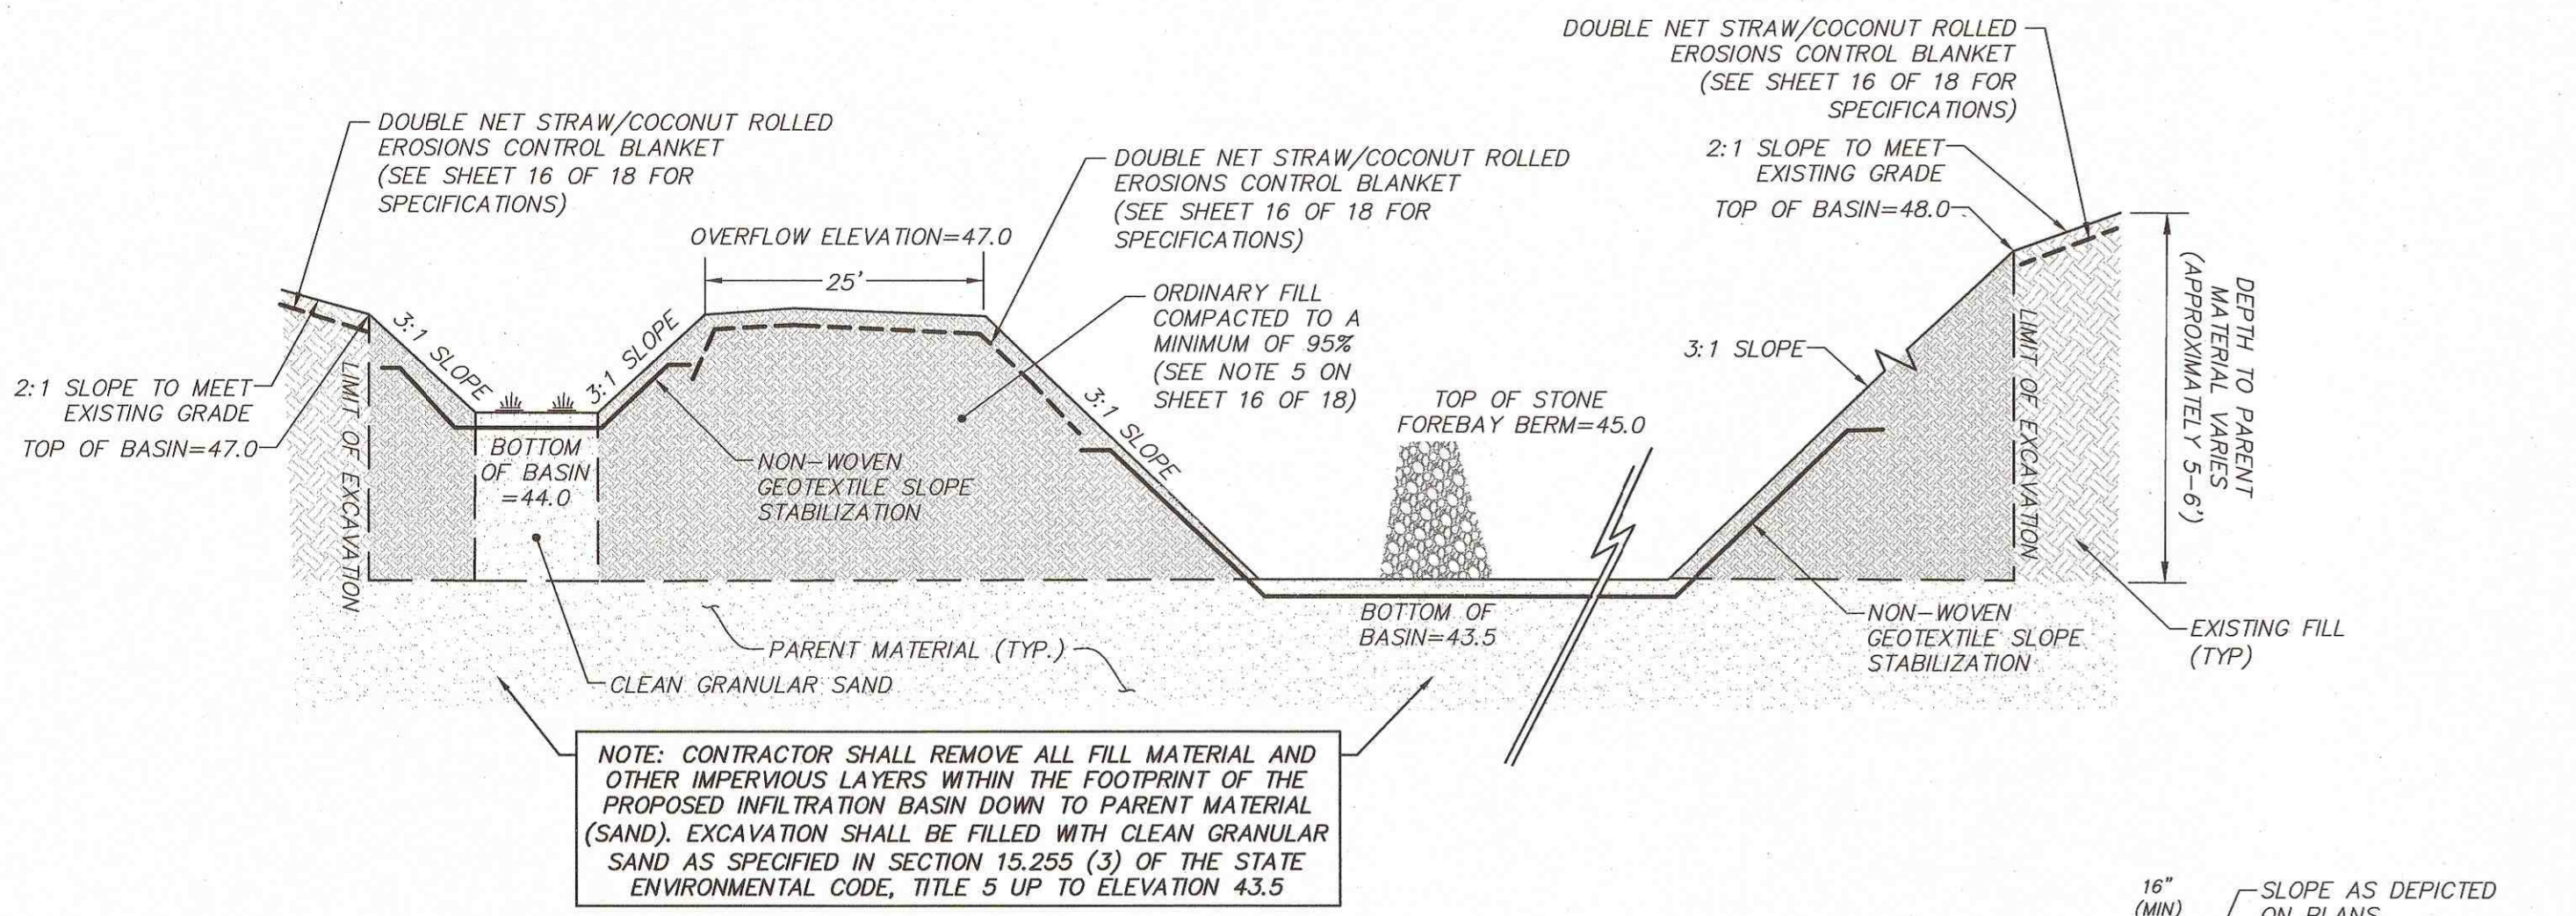 DOUBLE NET STRAW/COCONUT ROLLED
EROSIONS CONTROL BLANKET
(SEE SHEET 16 OF 18 FOR
SPECIFICATIONS)
2:1 SLOPE TO MEET
EXISTING GRADE
TOP OF BASIN=47.0
LIMIT OF EXCAVATION
3:1 SLOPE
BOTTOM
OF BASIN
=44.0
3:1 SLOPE
OVERFLOW ELEVATION=47.0
25'
DOUBLE NET STRAW/COCONUT ROLLED
EROSIONS CONTROL BLANKET
(SEE SHEET 16 OF 18 FOR
SPECIFICATIONS)
ORDINARY FILL
COMPACTED TO A
MINIMUM OF 95%
(SEE NOTE 5 ON
SHEET 16 OF 18)
NON-WOVEN
GEOTEXTILE SLOPE
STABILIZATION
3:1 SLOPE
TOP OF STONE
FOREBAY BERM=45.0
BOTTOM OF
BASIN=43.5
PARENT MATERIAL (TYP.)
CLEAN GRANULAR SAND
DOUBLE NET STRAW/COCONUT ROLLED
EROSIONS CONTROL BLANKET
(SEE SHEET 16 OF 18 FOR
SPECIFICATIONS)
2:1 SLOPE TO MEET
EXISTING GRADE
TOP OF BASIN=48.0
3:1 SLOPE
LIMIT OF EXCAVATION
DEPTH TO PARENT
MATERIAL VARIES
(APPROXIMATELY 5-6')
NON-WOVEN
GEOTEXTILE SLOPE
STABILIZATION
EXISTING FILL
(TYP)
NOTE: CONTRACTOR SHALL REMOVE ALL FILL MATERIAL AND
OTHER IMPERVIOUS LAYERS WITHIN THE FOOTPRINT OF THE
PROPOSED INFILTRATION BASIN DOWN TO PARENT MATERIAL
(SAND). EXCAVATION SHALL BE FILLED WITH CLEAN GRANULAR
SAND AS SPECIFIED IN SECTION 15.255 (3) OF THE STATE
ENVIRONMENTAL CODE, TITLE 5 UP TO ELEVATION 43.5
16"
(MIN)
SLOPE AS DEPICTED
ON PLANS